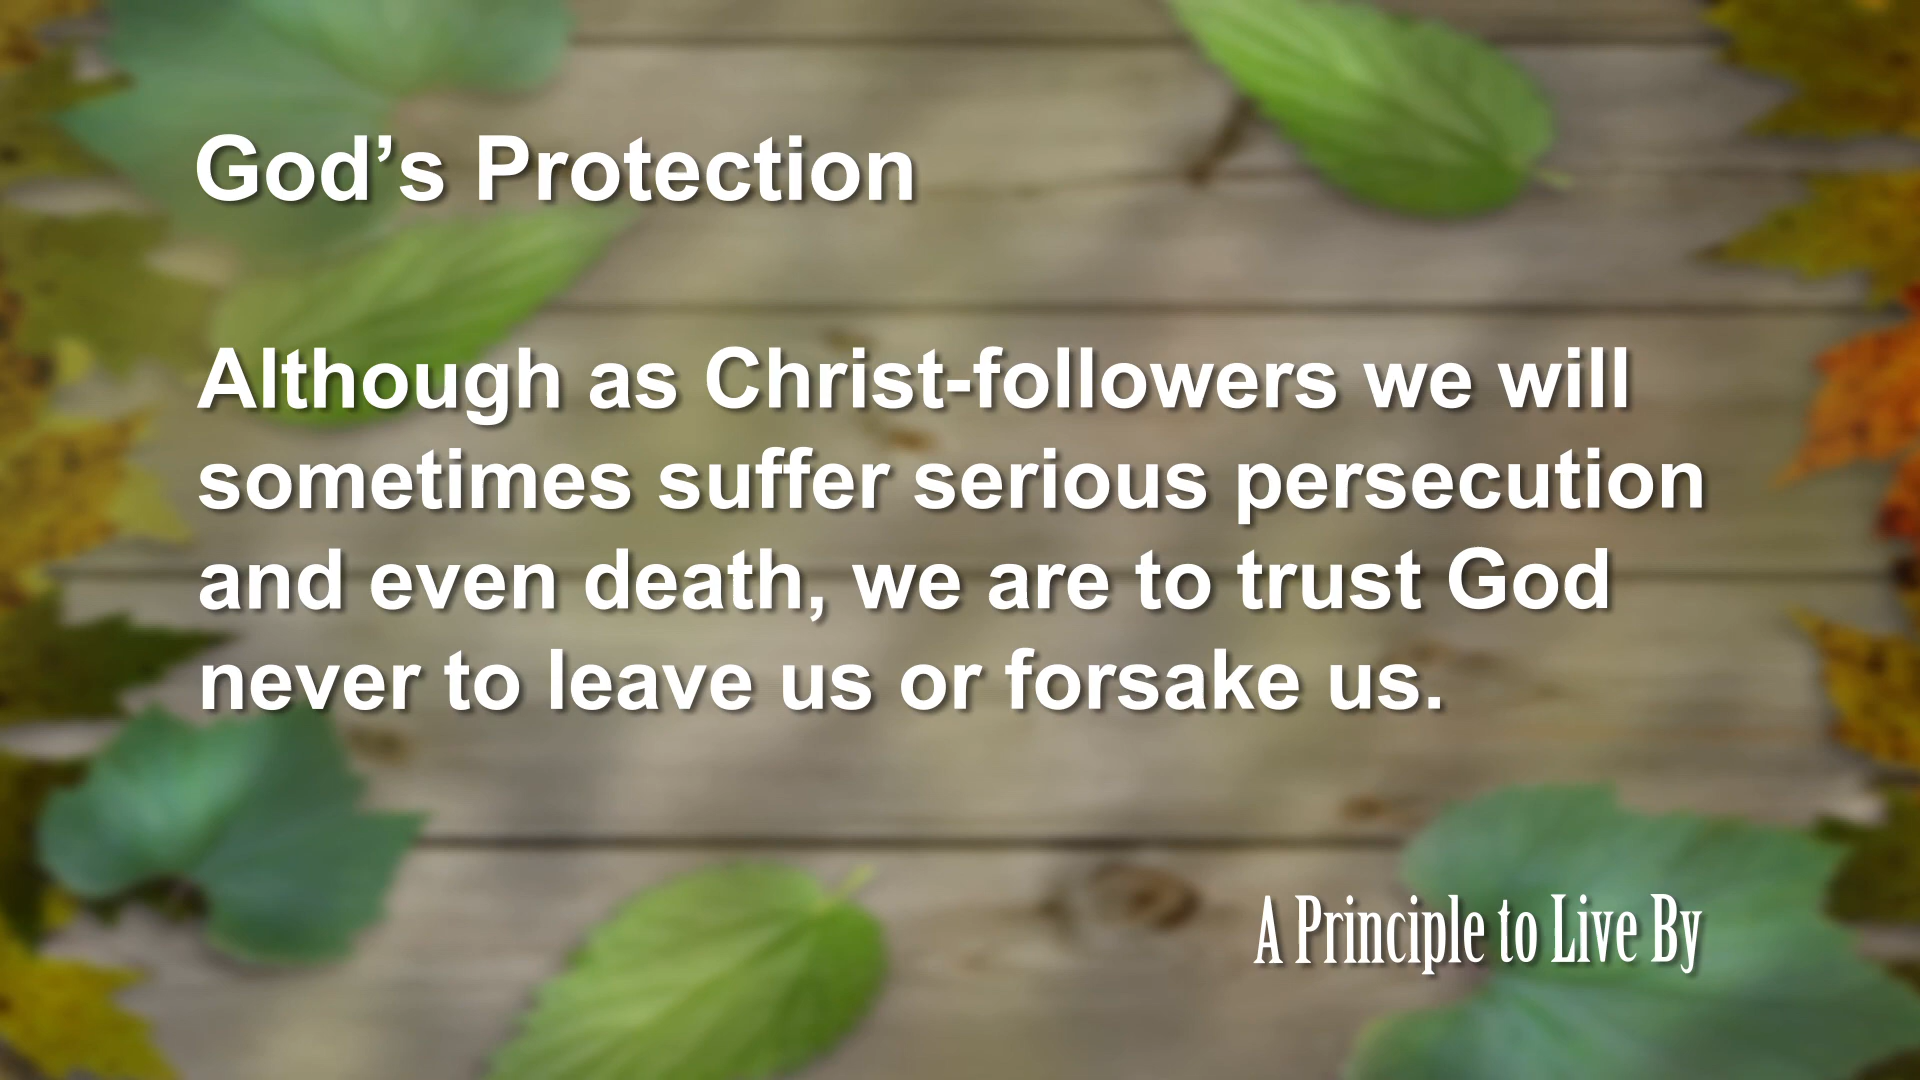 God’s Protection
Although as Christ-followers we will
sometimes suffer serious persecution
and even death, we are to trust God
never to leave us or forsake us.
A Principle to Live By